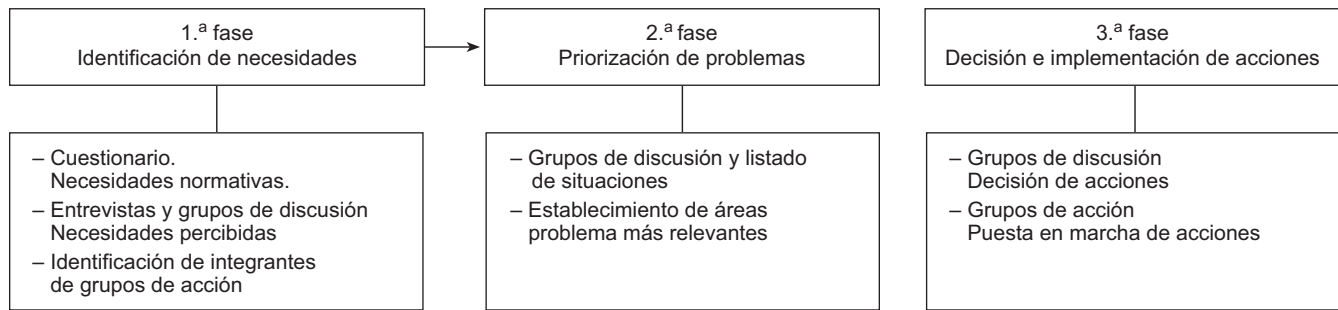 1.ª fase
Identificación de necesidades
2.ª fase
Priorización de problemas
3.ª fase
Decisión e implementación de acciones
– Cuestionario.
Necesidades normativas.
– Entrevistas y grupos de discusión
Necesidades percibidas
– Identificación de integrantes
de grupos de acción
– Grupos de discusión y listado
de situaciones
– Establecimiento de áreas
problema más relevantes
– Grupos de discusión
Decisión de acciones
– Grupos de acción
Puesta en marcha de acciones